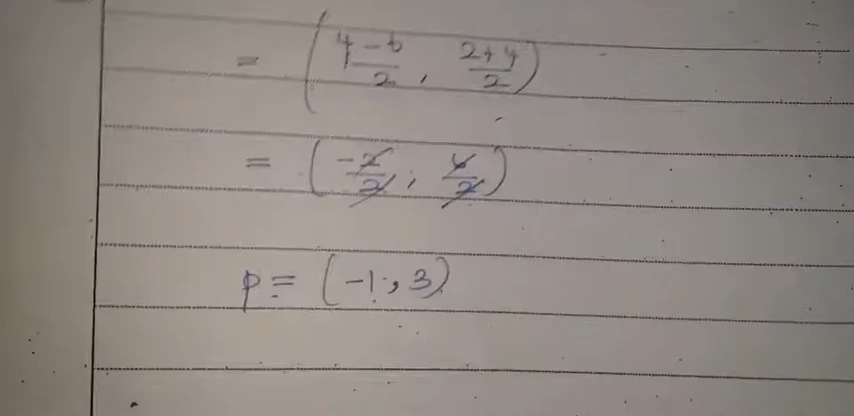 = ( 4-6/2 , 2+4/2 )
= ( -2/2 , 6/2 )
P = (-1, 3)